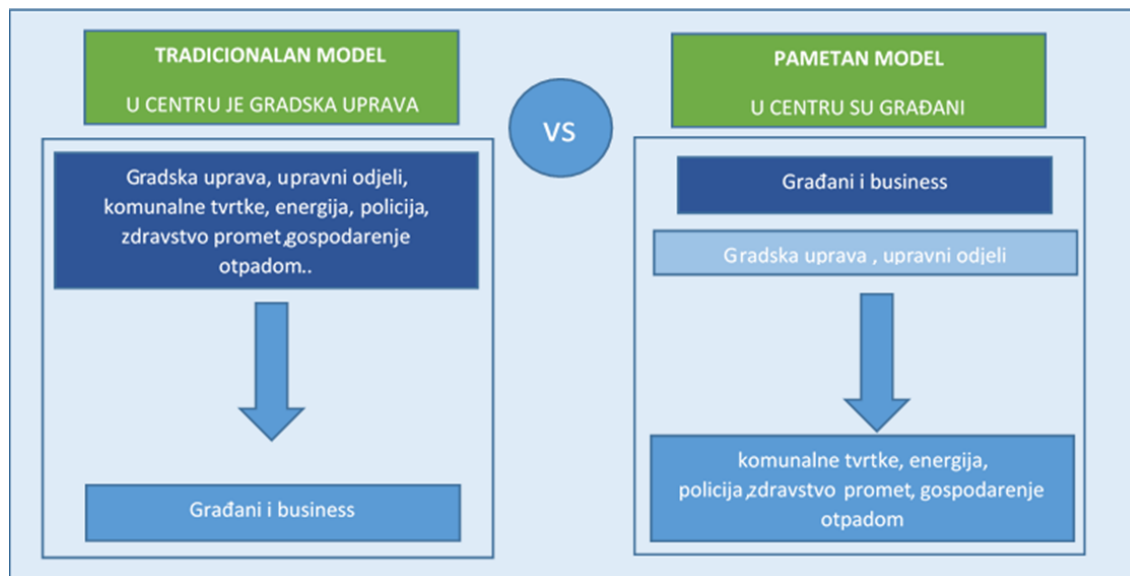 TRADICIONALAN MODEL
U CENTRU JE GRADSKA UPRAVA
Gradska uprava, upravni odjeli,
komunalne tvrtke, energija, policija,
zdravstvo promet,gospodarenje
otpadom..
Građani i business
vs
PAMETAN MODEL
U CENTRU SU GRAĐANI
Građani i business
Gradska uprava , upravni odjeli
komunalne tvrtke, energija,
policija,zdravstvo promet, gospodarenje
otpadom